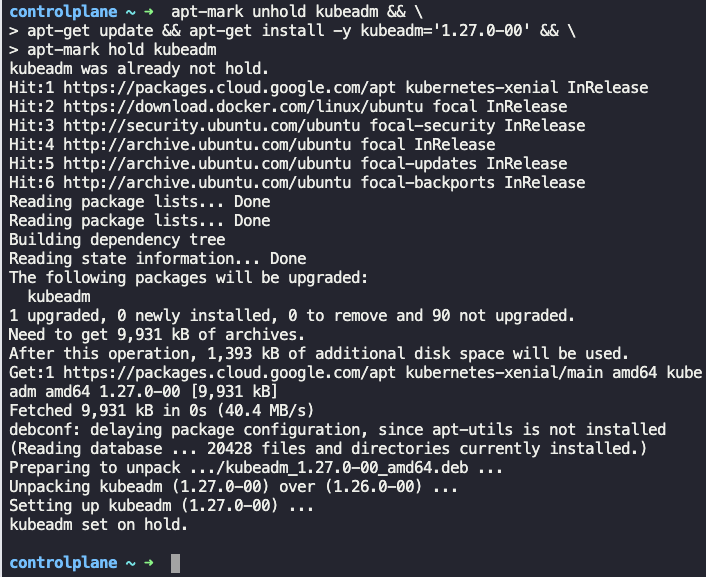 controlplane ~ ➜  apt-mark unhold kubeadm && \
> apt-get update && apt-get install -y kubeadm='1.27.0-00' && \
> apt-mark hold kubeadm
kubeadm was already not hold.
Hit:1 https://packages.cloud.google.com/apt kubernetes-xenial InRelease
Hit:2 https://download.docker.com/linux/ubuntu focal InRelease
Hit:3 http://security.ubuntu.com/ubuntu focal-security InRelease
Hit:4 http://archive.ubuntu.com/ubuntu focal InRelease
Hit:5 http://archive.ubuntu.com/ubuntu focal-updates InRelease
Hit:6 http://archive.ubuntu.com/ubuntu focal-backports InRelease
Reading package lists... Done
Reading package lists... Done
Building dependency tree
Reading state information... Done
The following packages will be upgraded:
  kubeadm
1 upgraded, 0 newly installed, 0 to remove and 90 not upgraded.
Need to get 9,931 kB of archives.
After this operation, 1,393 kB of additional disk space will be used.
Get:1 https://packages.cloud.google.com/apt kubernetes-xenial/main amd64 kube
adm amd64 1.27.0-00 [9,931 kB]
Fetched 9,931 kB in 0s (40.4 MB/s)
debconf: delaying package configuration, since apt-utils is not installed
(Reading database ... 20428 files and directories currently installed.)
Preparing to unpack .../kubeadm_1.27.0-00_amd64.deb ...
Unpacking kubeadm (1.27.0-00) over (1.26.0-00) ...
Setting up kubeadm (1.27.0-00) ...
kubeadm set on hold.
controlplane ~ ➜